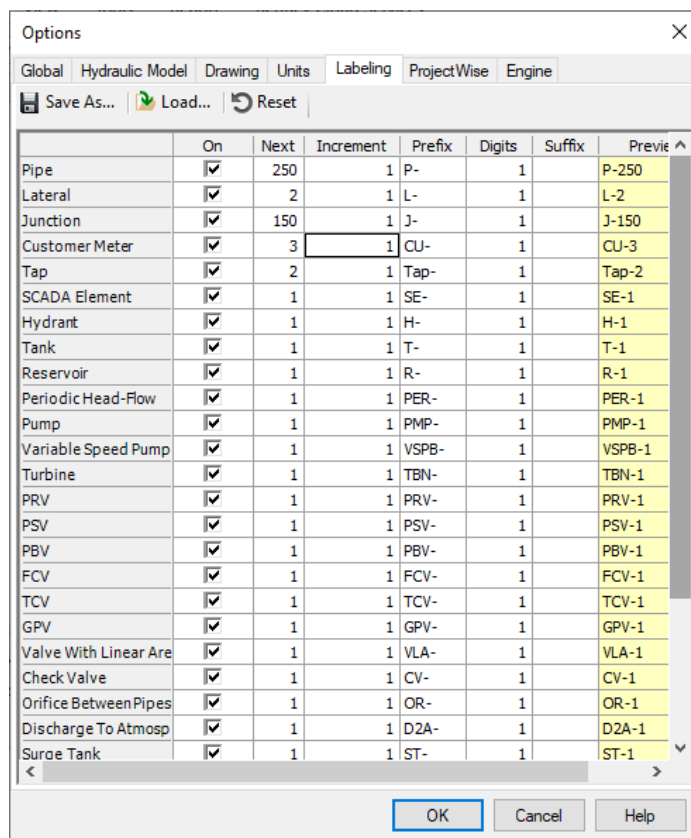 Options
Global Hydraulic Model Drawing Units Labeling ProjectWise Engine
Save As... Load... Reset
On Next Increment Prefix Digits Suffix Previe
Pipe 250 1 P- 1 P-250
Lateral 2 1 L- 1 L-2
Junction 150 1 J- 1 J-150
Customer Meter 3 1 CU- 1 CU-3
Tap 2 1 Tap- 1 Tap-2
SCADA Element 1 1 SE- 1 SE-1
Hydrant 1 1 H- 1 H-1
Tank 1 1 T- 1 T-1
Reservoir 1 1 R- 1 R-1
Periodic Head-Flow 1 1 PER- 1 PER-1
Pump 1 1 PMP- 1 PMP-1
Variable Speed Pump 1 1 VSPB- 1 VSPB-1
Turbine 1 1 TBN- 1 TBN-1
PRV 1 1 PRV- 1 PRV-1
PSV 1 1 PSV- 1 PSV-1
PBV 1 1 PBV- 1 PBV-1
FCV 1 1 FCV- 1 FCV-1
TCV 1 1 TCV- 1 TCV-1
GPV 1 1 GPV- 1 GPV-1
Valve With Linear Are 1 1 VLA- 1 VLA-1
Check Valve 1 1 CV- 1 CV-1
Orifice Between Pipes 1 1 OR- 1 OR-1
Discharge To Atmosp 1 1 D2A- 1 D2A-1
Surge Tank 1 1 ST- 1 ST-1
OK Cancel Help